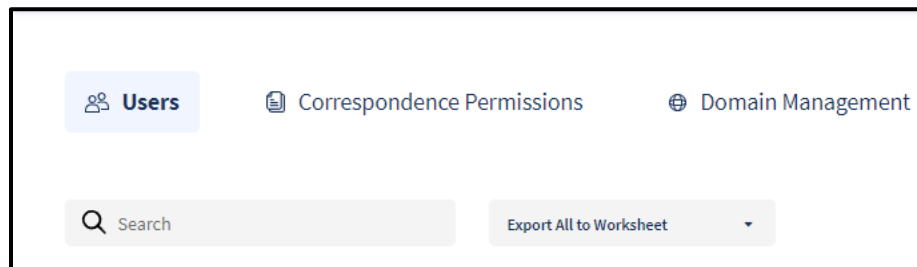 Users Correspondence Permissions Domain Management
Search Export All to Worksheet